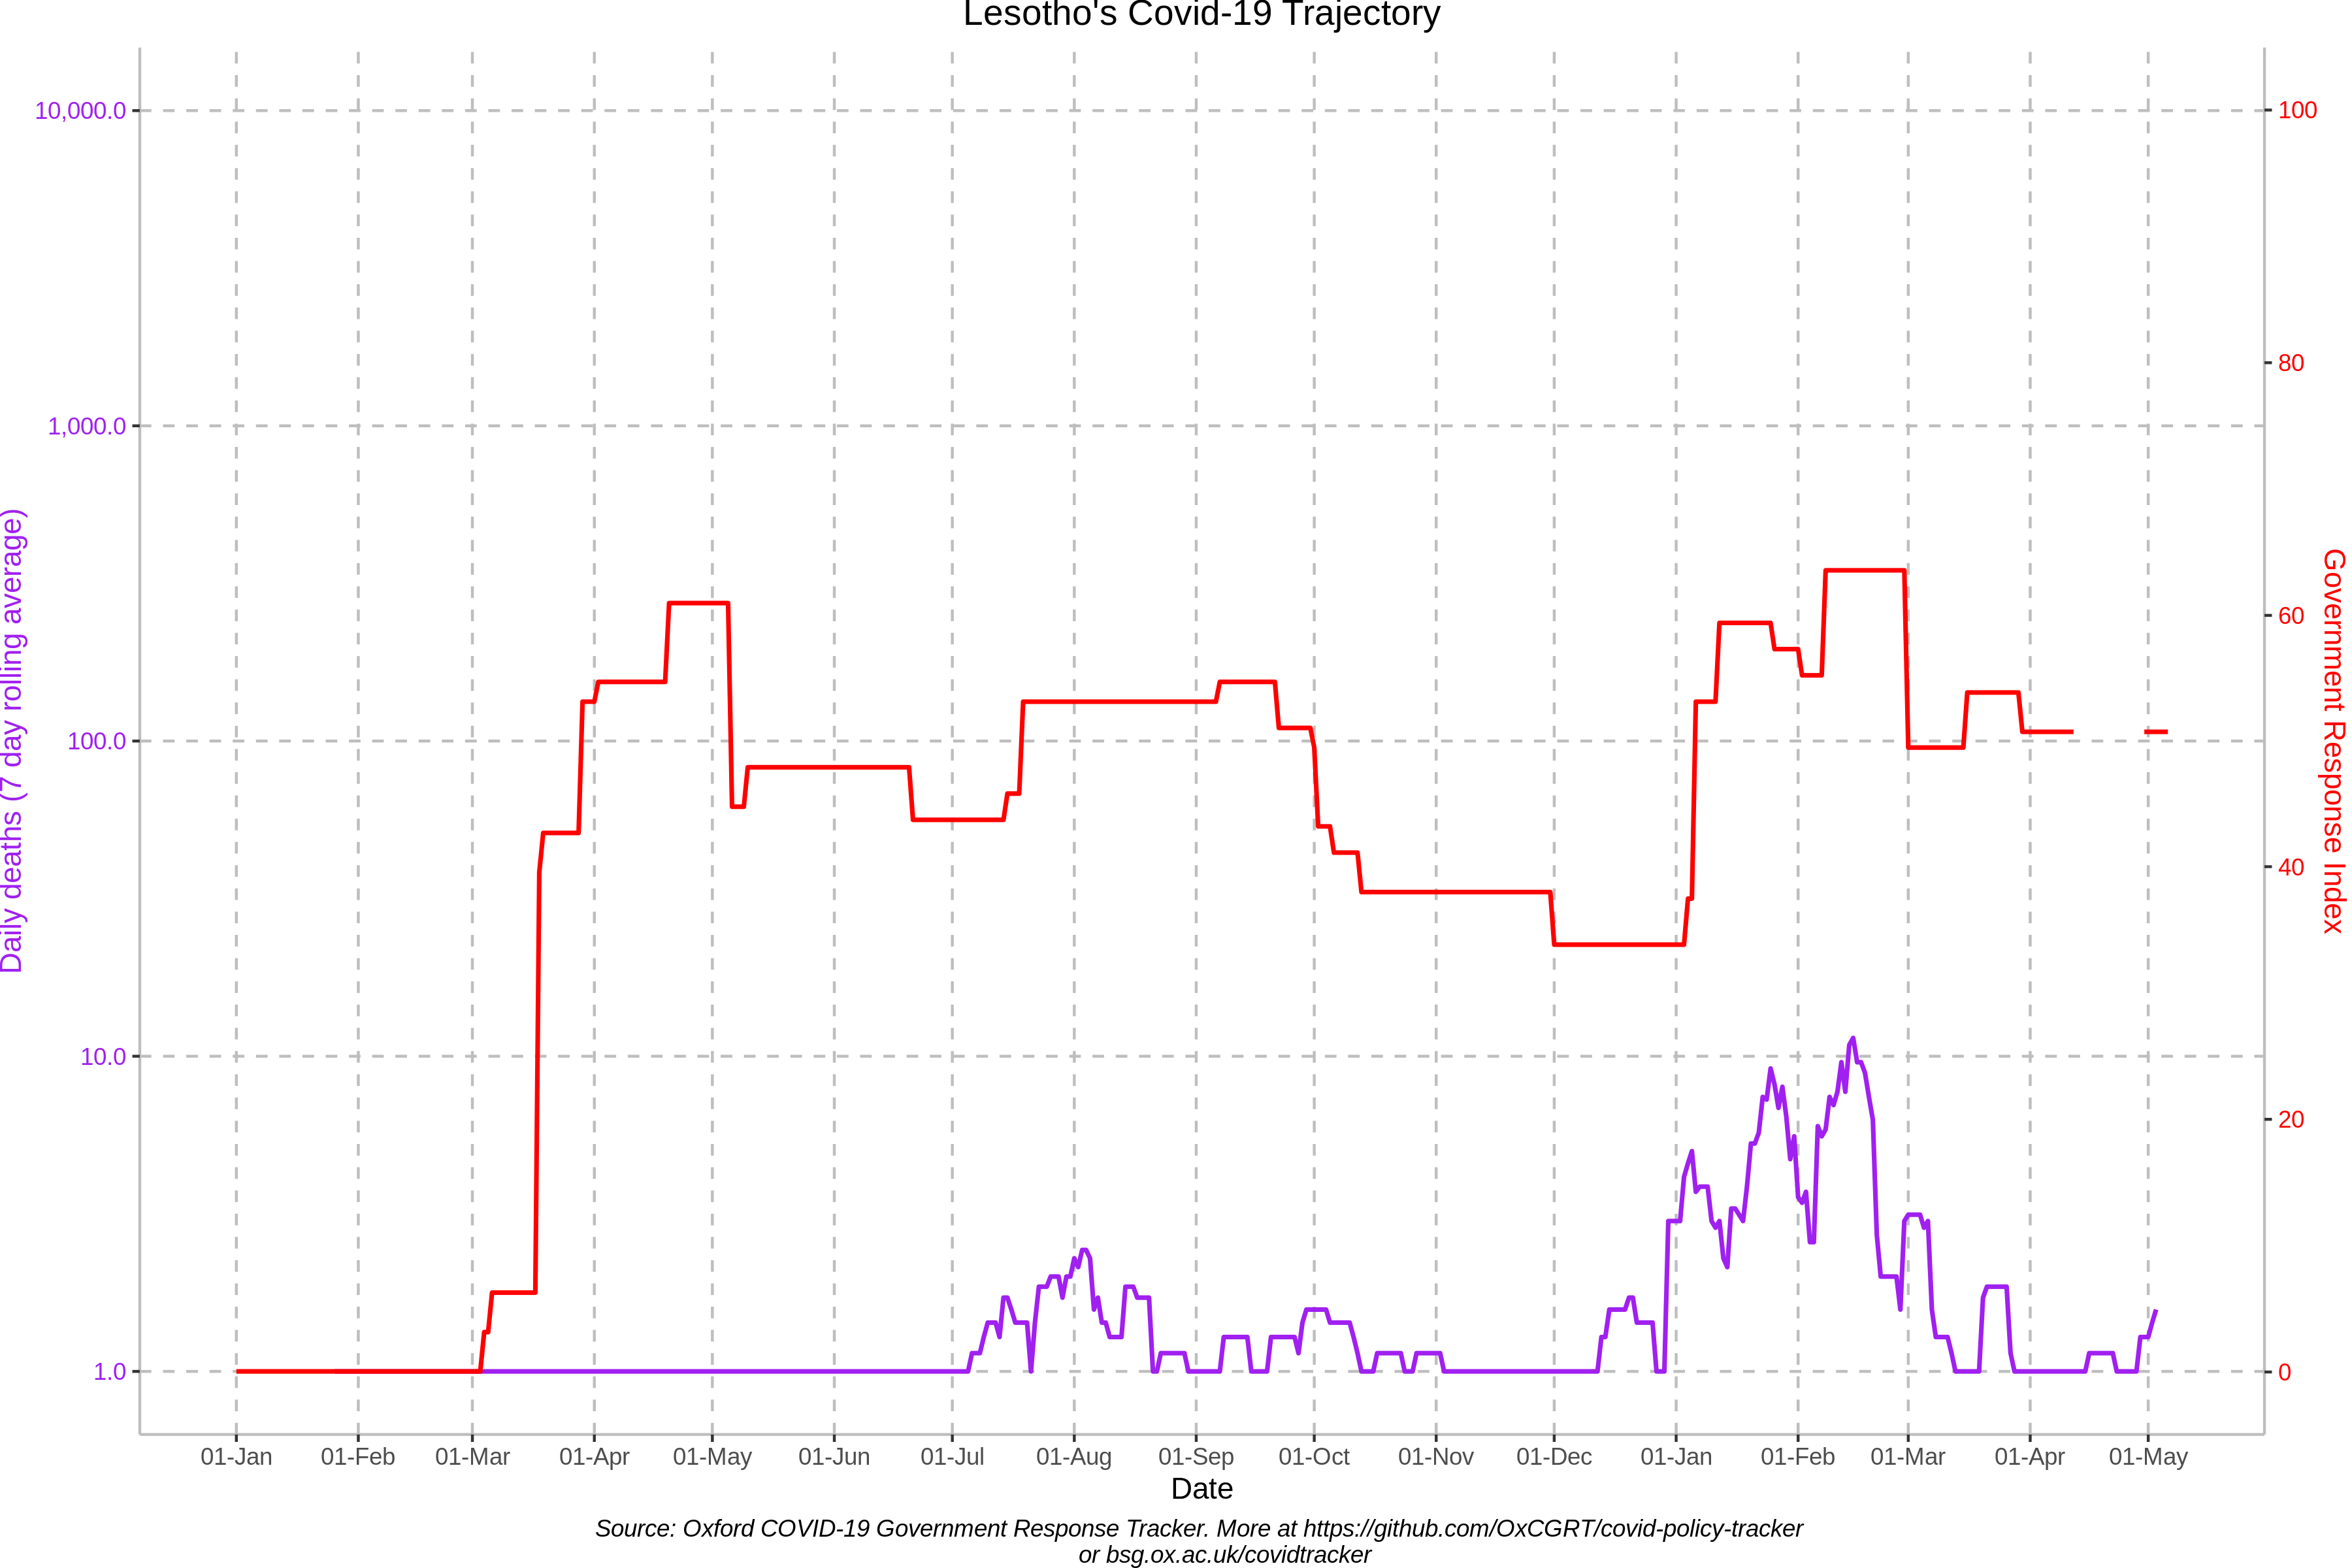 Lesotho's Covid-19 Trajectory
10,000.0
1,000.0
100.0
10.0
1.0
Daily deaths (7 day rolling average)
100
80
60
40
20
0
Government Response Index
01-Jan 01-Feb 01-Mar 01-Apr 01-May 01-Jun 01-Jul 01-Aug 01-Sep 01-Oct 01-Nov 01-Dec 01-Jan 01-Feb 01-Mar 01-Apr 01-May
Date
Source: Oxford COVID-19 Government Response Tracker. More at https://github.com/OxCGRT/covid-policy-tracker
or bsg.ox.ac.uk/covidtracker